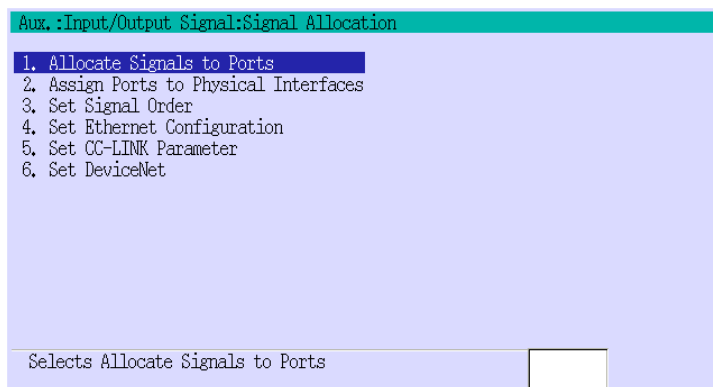 Aux.:Input/Output Signal:Signal Allocation
1. Allocate Signals to Ports
2. Assign Ports to Physical Interfaces
3. Set Signal Order
4. Set Ethernet Configuration
5. Set CC-LINK Parameter
6. Set DeviceNet
Selects Allocate Signals to Ports